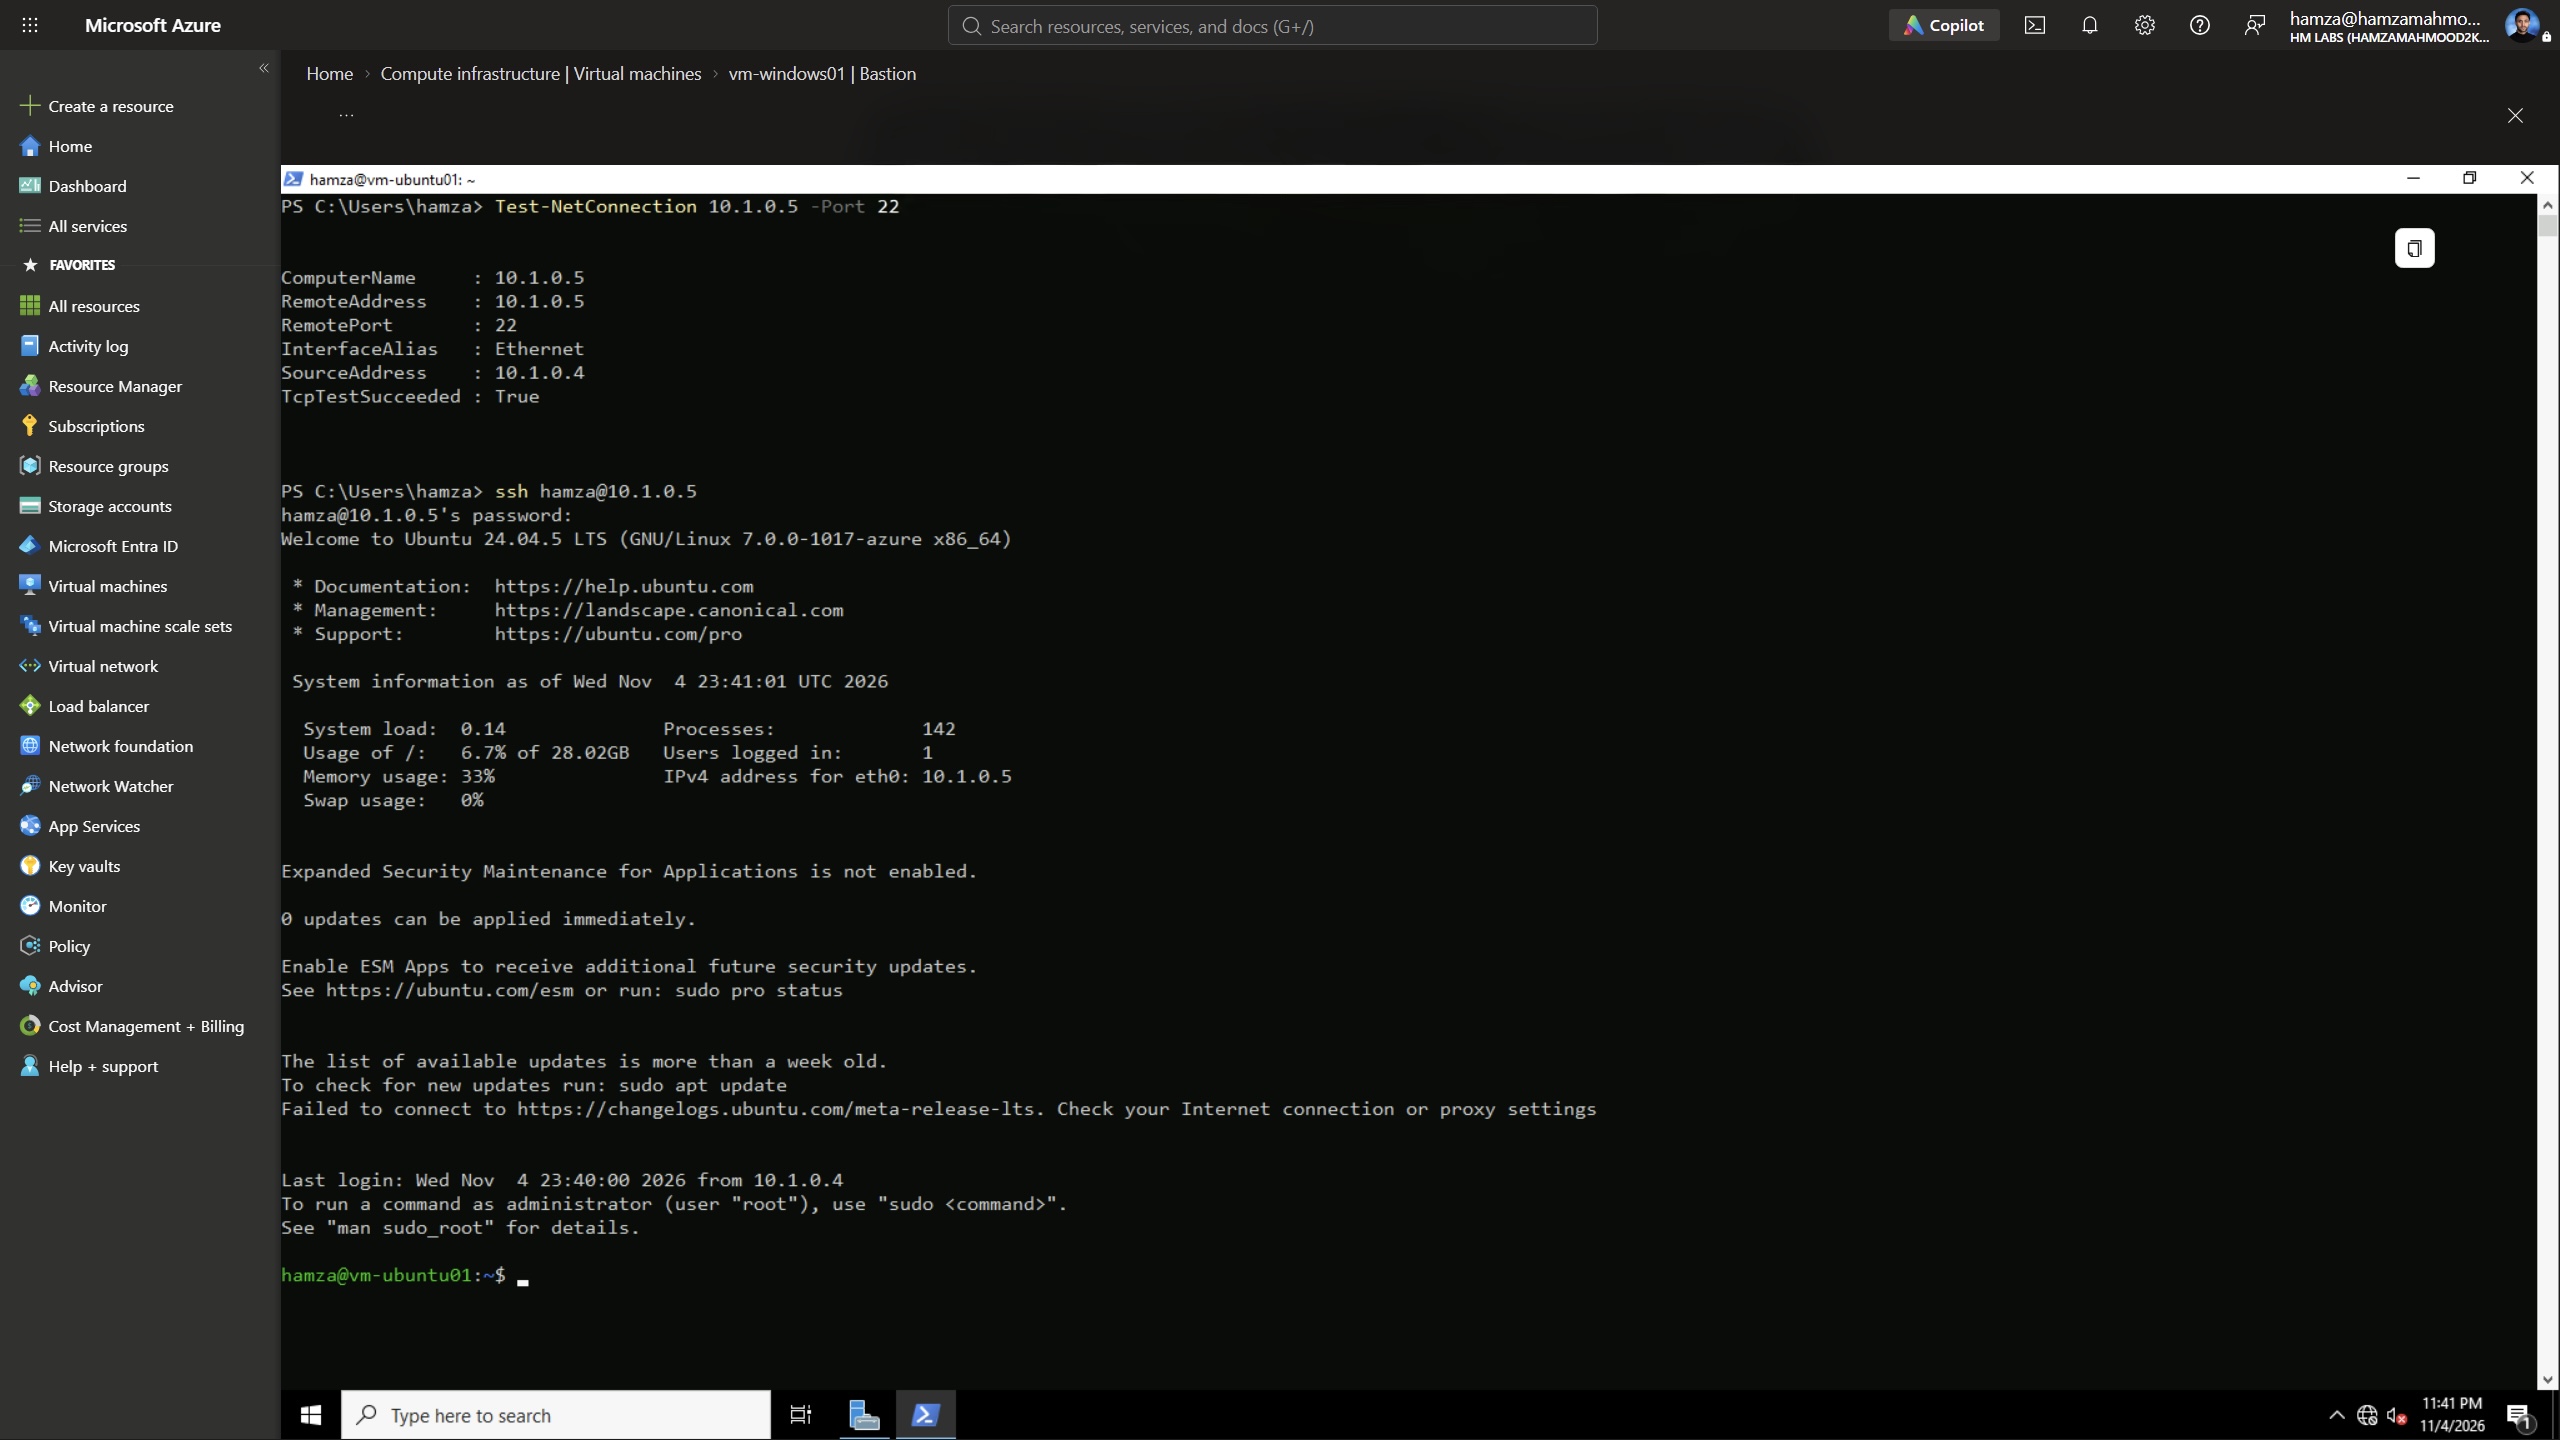 Microsoft Azure
Search resources, services, and docs (G+/)
Copilot
hamza@hamzamahmo...
HM LABS (HAMZAMAHMOOD2K...
Home > Compute infrastructure | Virtual machines > vm-windows01 | Bastion
...
Create a resource
Home
Dashboard
All services
FAVORITES
All resources
Activity log
Resource Manager
Subscriptions
Resource groups
Storage accounts
Microsoft Entra ID
Virtual machines
Virtual machine scale sets
Virtual network
Load balancer
Network foundation
Network Watcher
App Services
Key vaults
Monitor
Policy
Advisor
Cost Management + Billing
Help + support
hamza@vm-ubuntu01: ~
PS C:\Users\hamza> Test-NetConnection 10.1.0.5 -Port 22
ComputerName     : 10.1.0.5
RemoteAddress    : 10.1.0.5
RemotePort       : 22
InterfaceAlias   : Ethernet
SourceAddress    : 10.1.0.4
TcpTestSucceeded : True
PS C:\Users\hamza> ssh hamza@10.1.0.5
hamza@10.1.0.5's password:
Welcome to Ubuntu 24.04.5 LTS (GNU/Linux 7.0.0-1017-azure x86_64)
* Documentation:  https://help.ubuntu.com
* Management:     https://landscape.canonical.com
* Support:        https://ubuntu.com/pro
System information as of Wed Nov  4 23:41:01 UTC 2026
System load:  0.14              Processes:             142
Usage of /:   6.7% of 28.02GB   Users logged in:       1
Memory usage: 33%               IPv4 address for eth0: 10.1.0.5
Swap usage:   0%
Expanded Security Maintenance for Applications is not enabled.
0 updates can be applied immediately.
Enable ESM Apps to receive additional future security updates.
See https://ubuntu.com/esm or run: sudo pro status
The list of available updates is more than a week old.
To check for new updates run: sudo apt update
Failed to connect to https://changelogs.ubuntu.com/meta-release-lts. Check your Internet connection or proxy settings
Last login: Wed Nov  4 23:40:00 2026 from 10.1.0.4
To run a command as administrator (user "root"), use "sudo <command>".
See "man sudo_root" for details.
hamza@vm-ubuntu01:~$ _
Type here to search
11:41 PM
11/4/2026
1